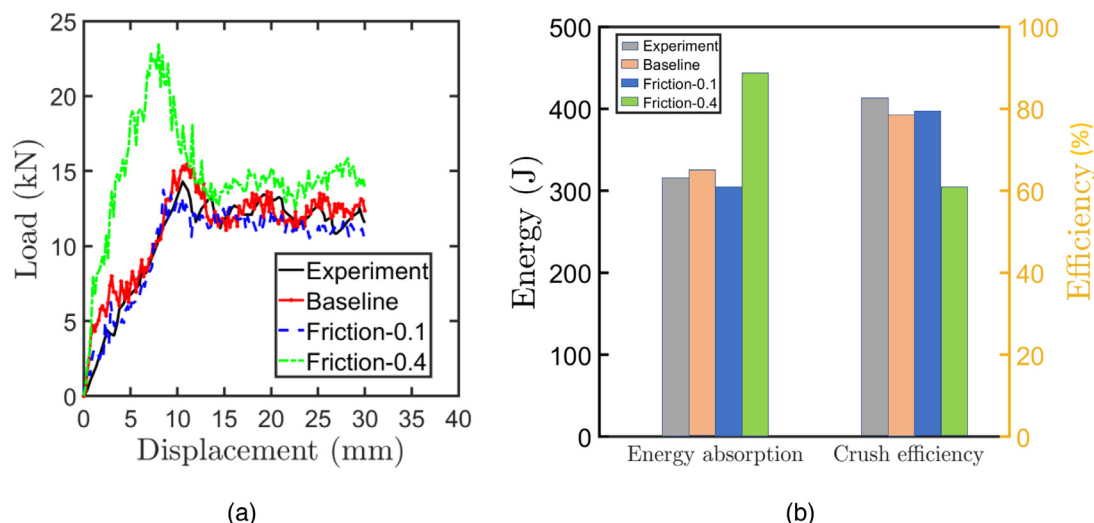 25
20
15
10
5
0
Load (kN)
Experiment
Baseline
Friction-0.1
Friction-0.4
0 5 10 15 20 25 30 35 40
Displacement (mm)
(a)
500
400
300
200
100
0
Energy (J)
Experiment
Baseline
Friction-0.1
Friction-0.4
100
80
60
40
20
0
Efficiency (%)
Energy absorption Crush efficiency
(b)